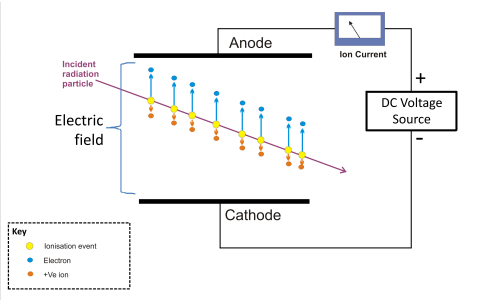 Anode
Ion Current
Incident
radiation
particle
+
DC Voltage
Source
−
Electric
field
Cathode
Key
Ionisation event
Electron
+Ve ion